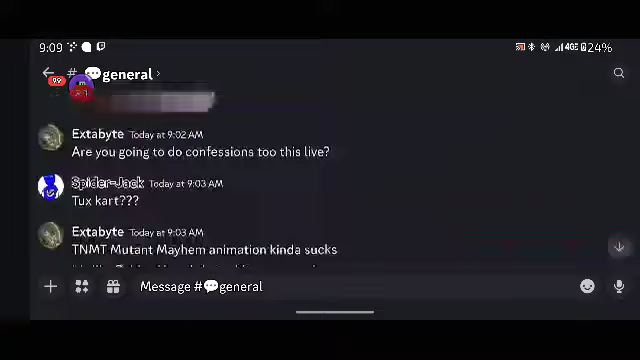 9:09 4GE 24%
# 💬general ›
99
Extabyte Today at 9:02 AM
Are you going to do confessions too this live?
Spider-Jack Today at 9:03 AM
Tux kart???
Extabyte Today at 9:03 AM
TNMT Mutant Mayhem animation kinda sucks
Message #💬general